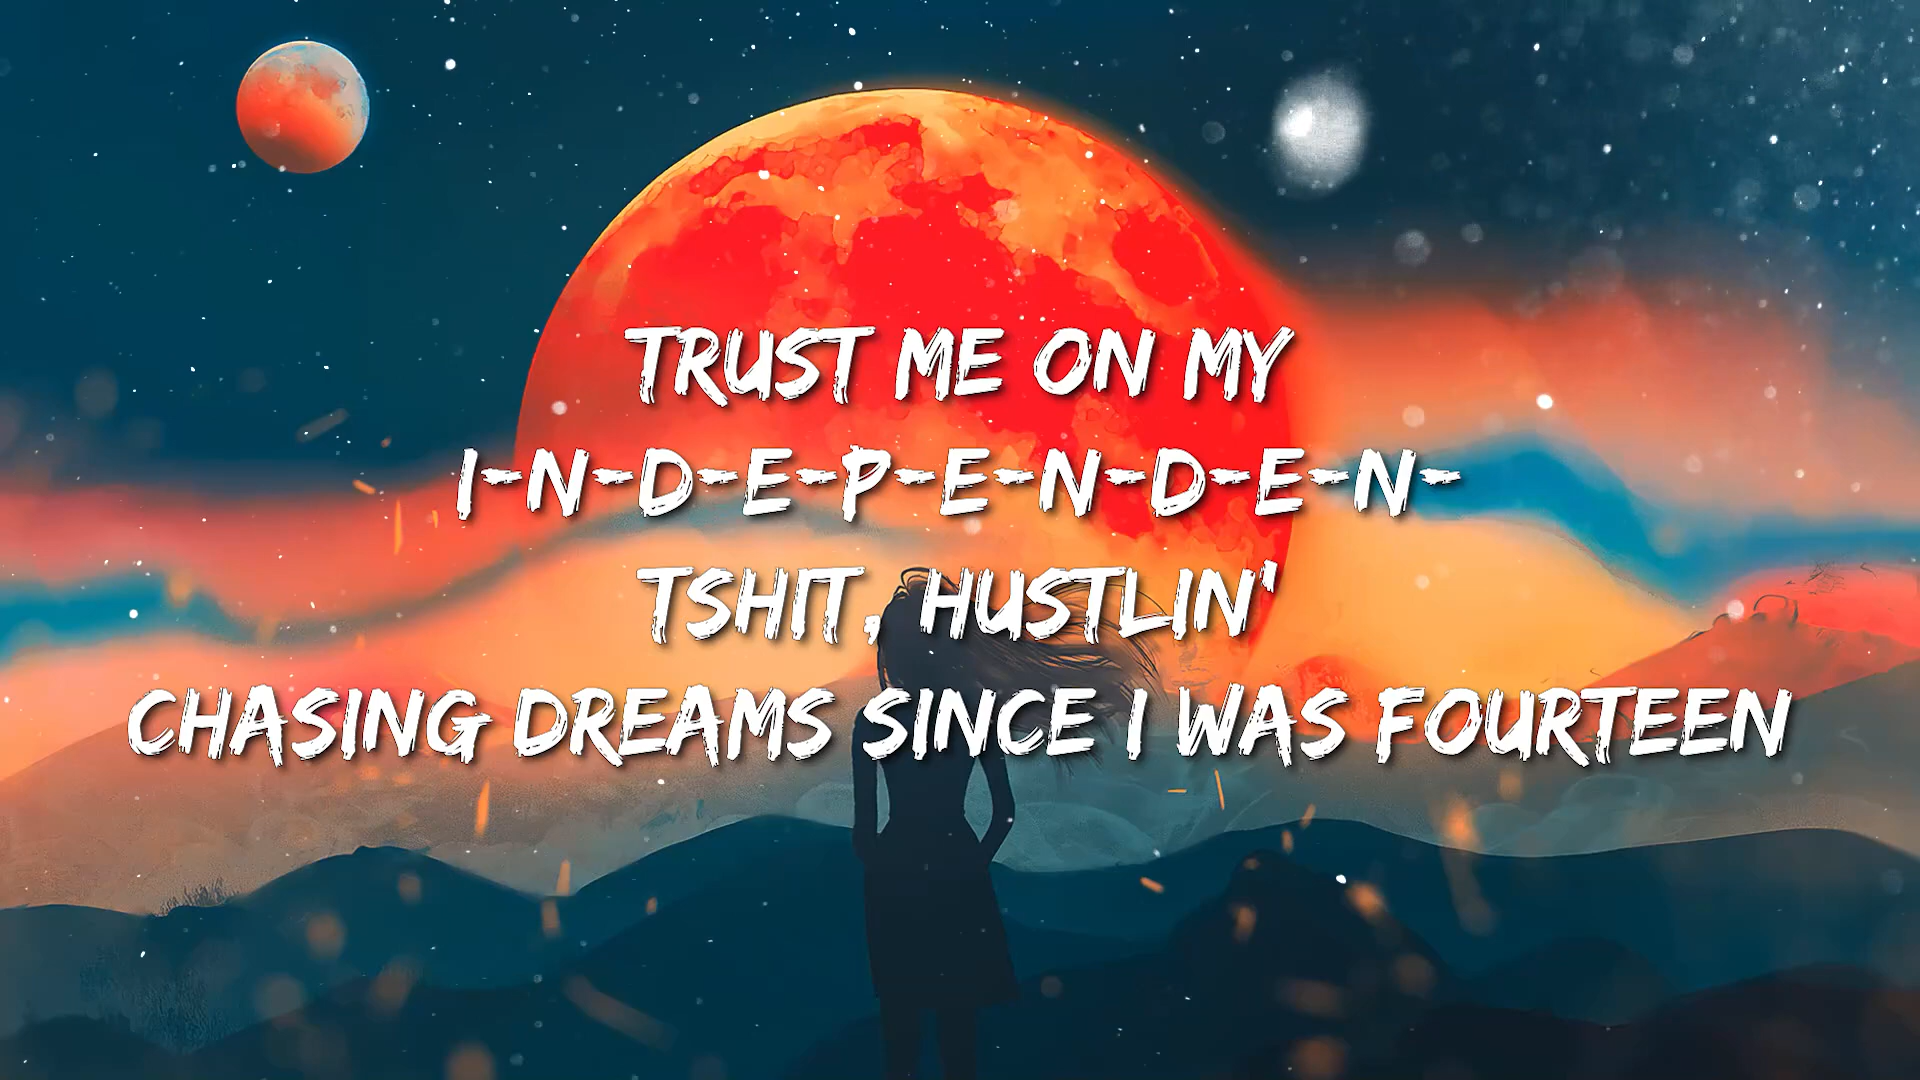 TRUST ME ON MY
I-N-D-E-P-E-N-D-E-N-
TSHIT, HUSTLIN'
CHASING DREAMS SINCE I WAS FOURTEEN